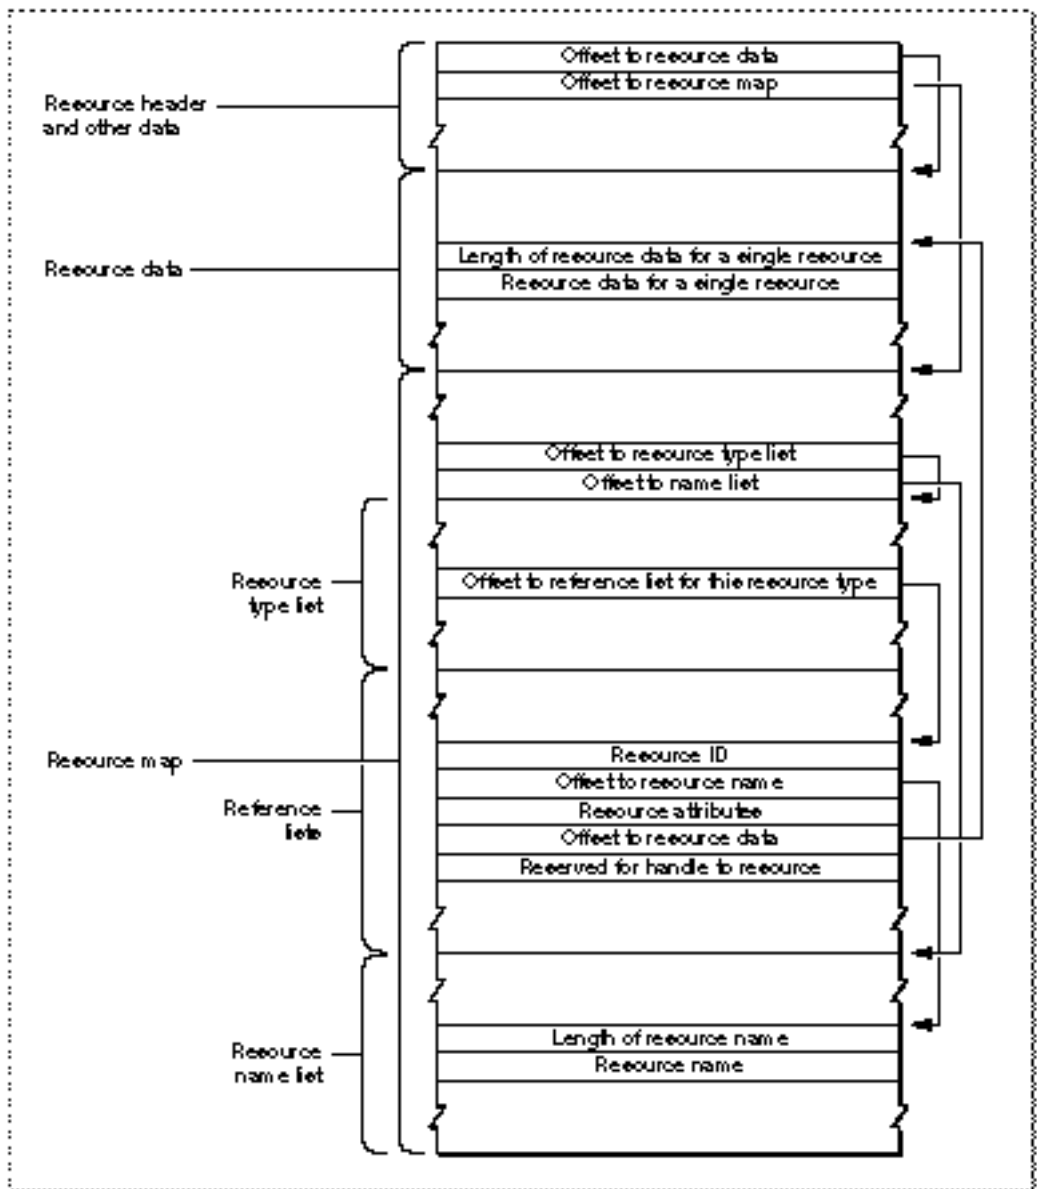 Offset to resource data
Offset to resource map
Resource header
and other data
Length of resource data for a single resource
Resource data
Resource data for a single resource
Offset to resource type list
Offset to name list
Resource
type list
Offset to reference list for this resource type
Resource ID
Resource map
Offset to resource name
Reference
lists
Resource attributes
Offset to resource data
Reserved for handle to resource
Length of resource name
Resource
name list
Resource name